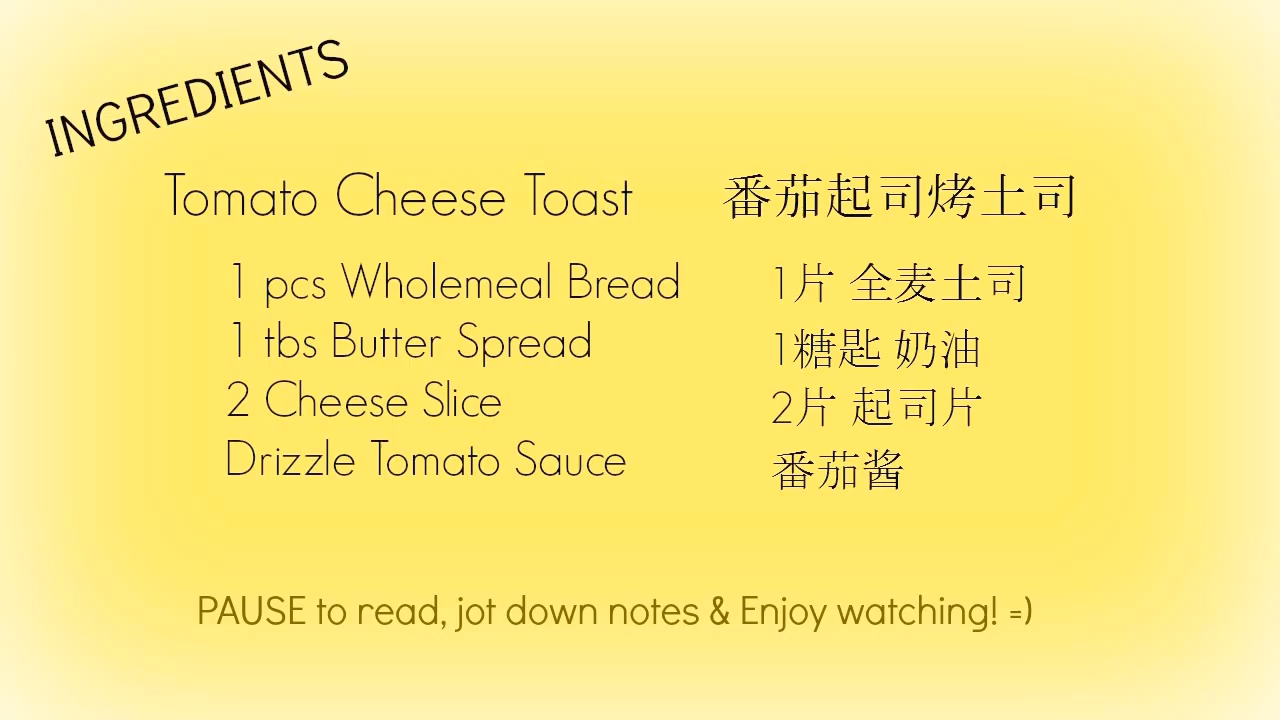 INGREDIENTS
Tomato Cheese Toast 番茄起司烤土司
1 pcs Wholemeal Bread 1片 全麦土司
1 tbs Butter Spread 1糖匙 奶油
2 Cheese Slice 2片 起司片
Drizzle Tomato Sauce 番茄酱
PAUSE to read, jot down notes & Enjoy watching! =)